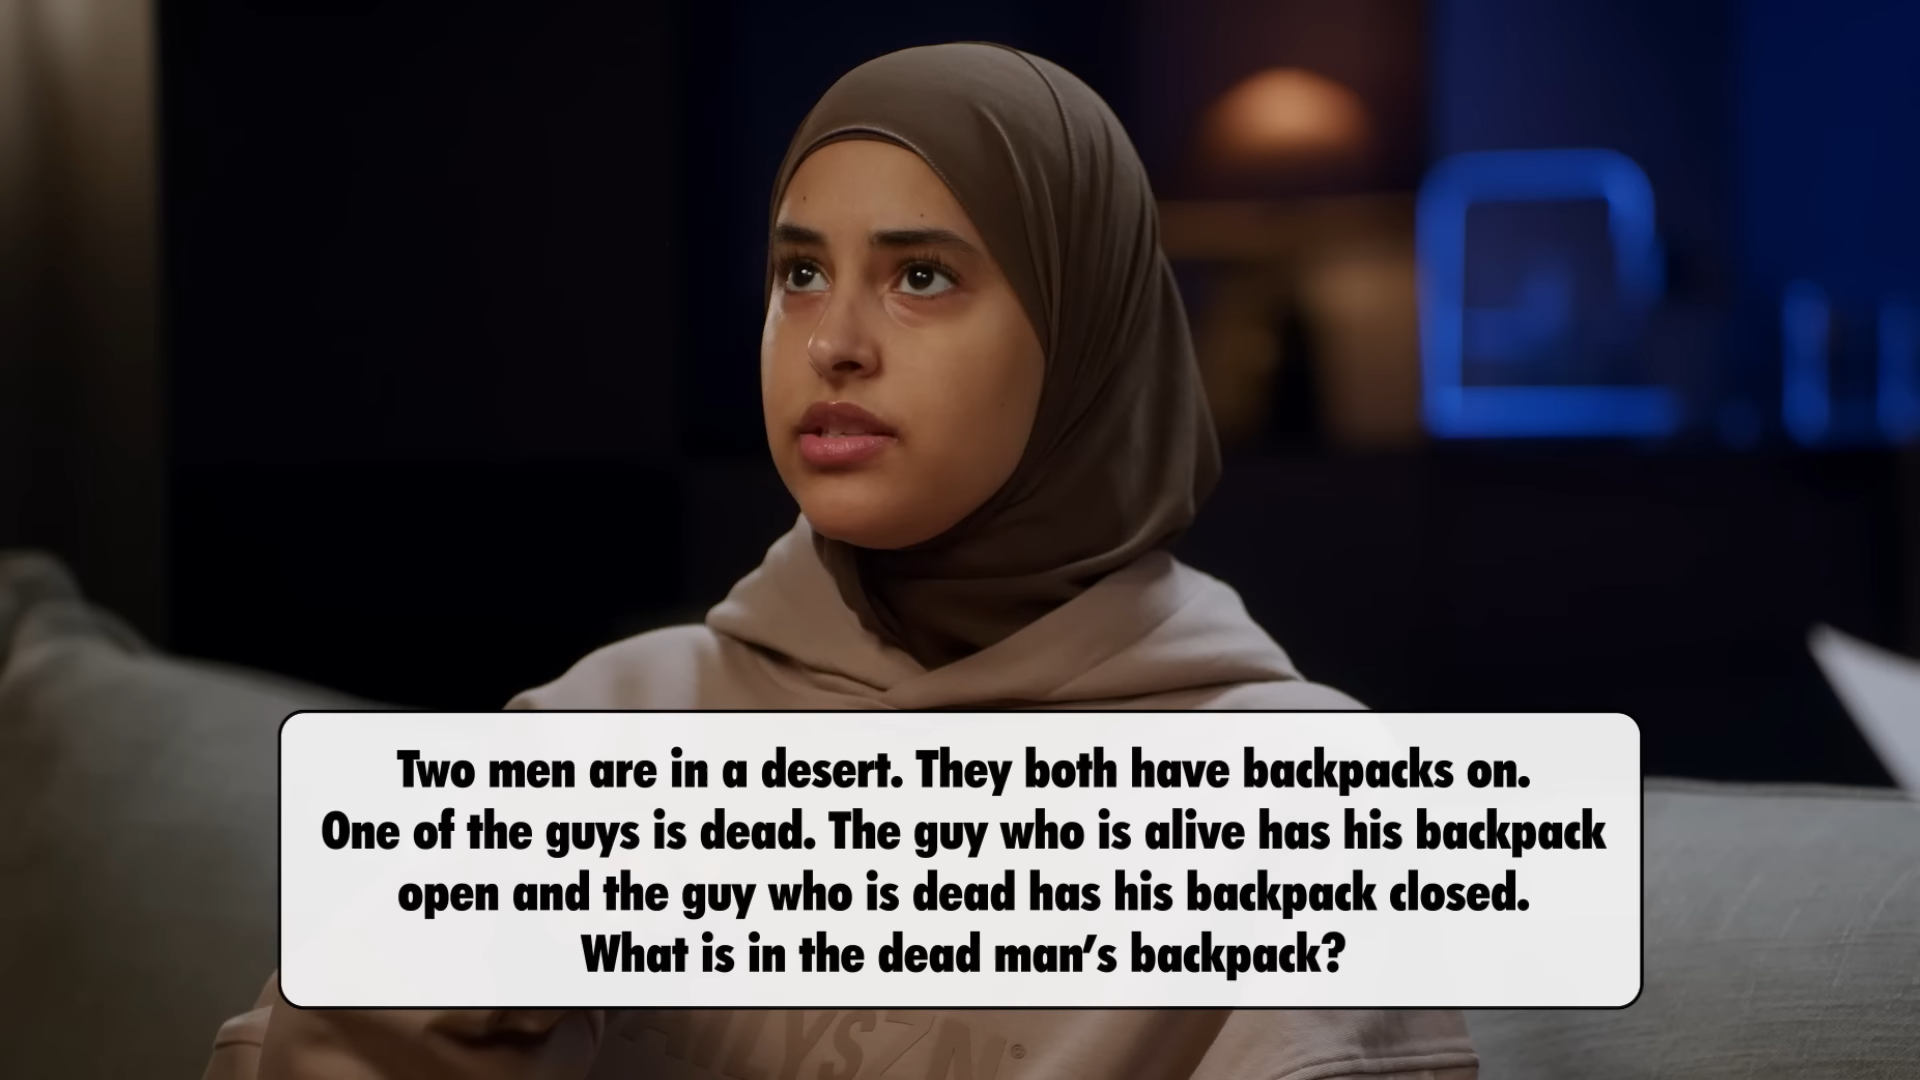 Two men are in a desert. They both have backpacks on.
One of the guys is dead. The guy who is alive has his backpack
open and the guy who is dead has his backpack closed.
What is in the dead man's backpack?